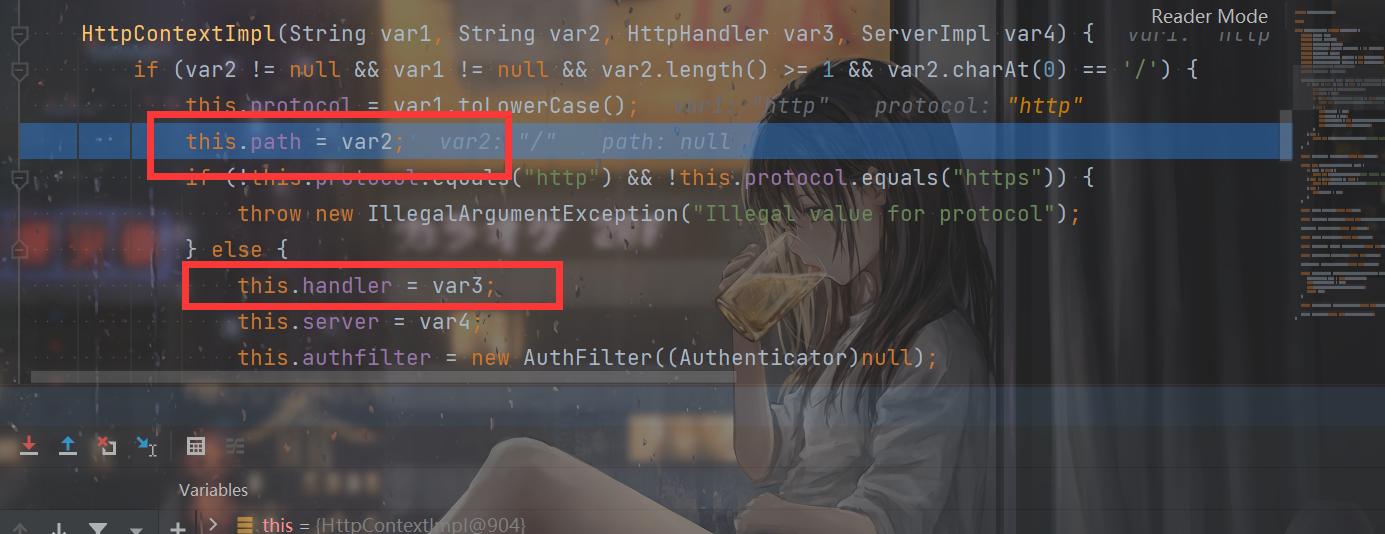 Reader Mode
HttpContextImpl(String var1, String var2, HttpHandler var3, ServerImpl var4) { var1: "http
if (var2 != null && var1 != null && var2.length() >= 1 && var2.charAt(0) == '/') {
this.protocol = var1.toLowerCase(); var1: "http" protocol: "http"
this.path = var2; var2: "/" path: null
if (!this.protocol.equals("http") && !this.protocol.equals("https")) {
throw new IllegalArgumentException("Illegal value for protocol");
} else {
this.handler = var3;
this.server = var4;
this.authfilter = new AuthFilter((Authenticator)null);
Variables
this = {HttpContextImpl@904}